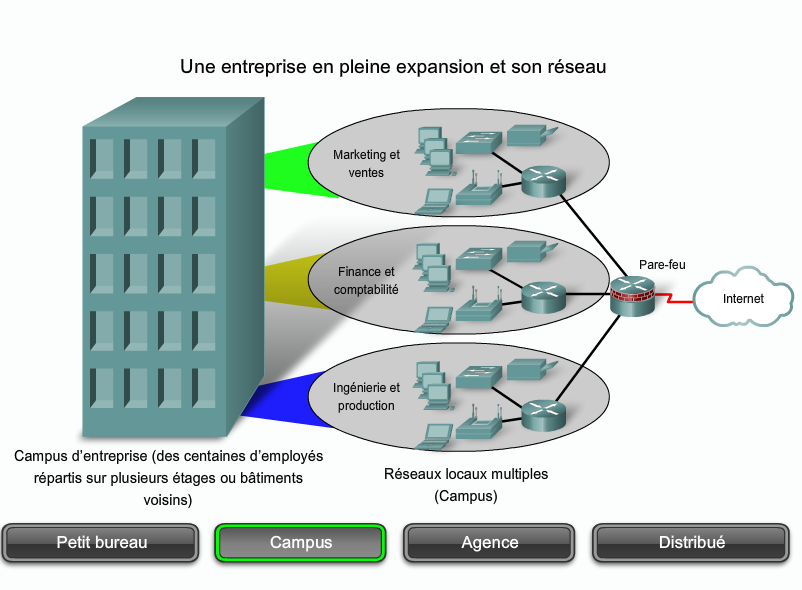 Une entreprise en pleine expansion et son réseau
Marketing et
ventes
Finance et
comptabilité
Pare-feu
Internet
Ingénierie et
production
Campus d’entreprise (des centaines d’employés
répartis sur plusieurs étages ou bâtiments
voisins)
Réseaux locaux multiples
(Campus)
Petit bureau
Campus
Agence
Distribué